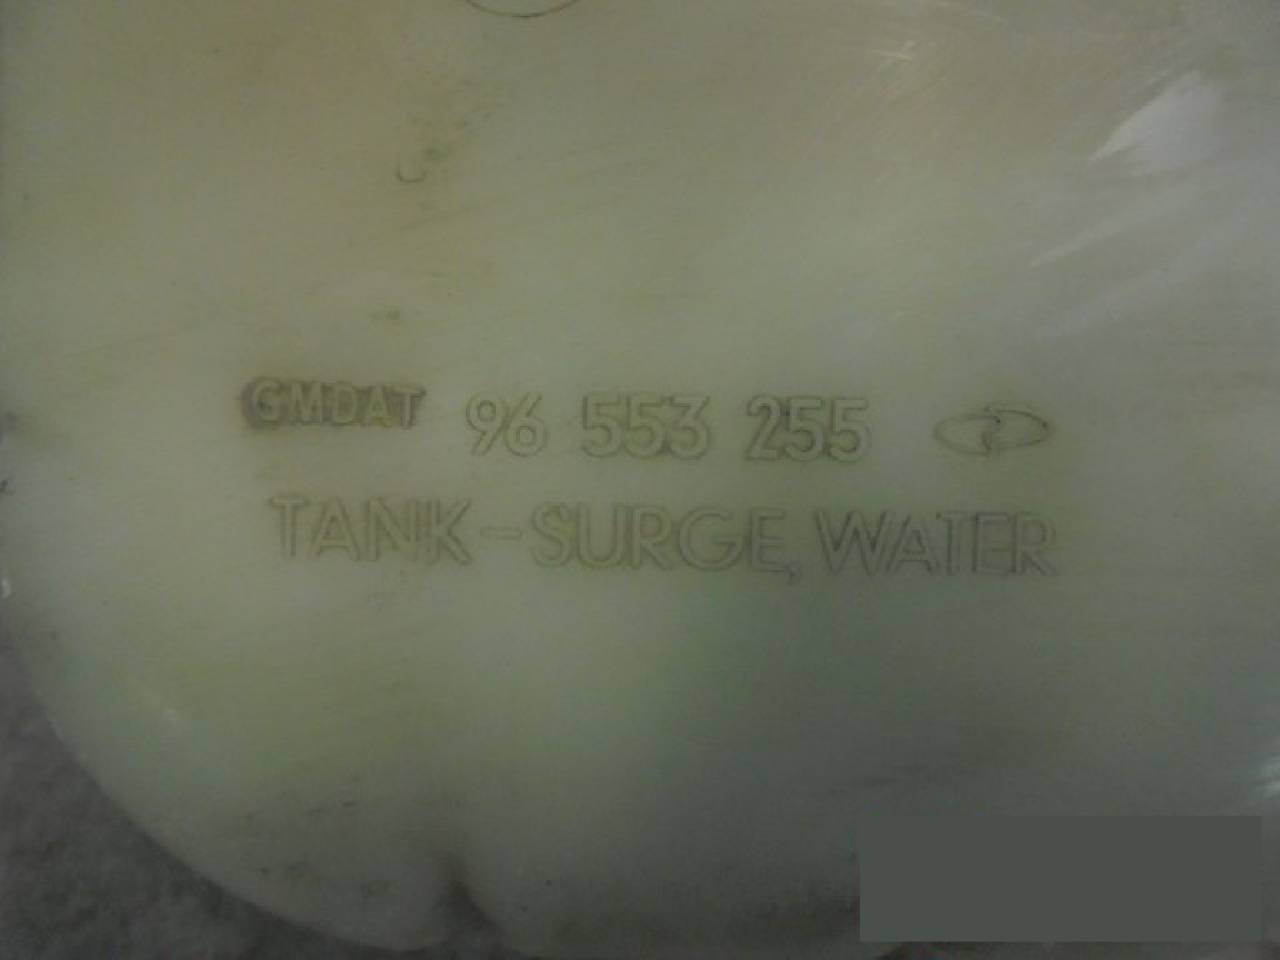 GMDAT 96 553 255
TANK-SURGE, WATER